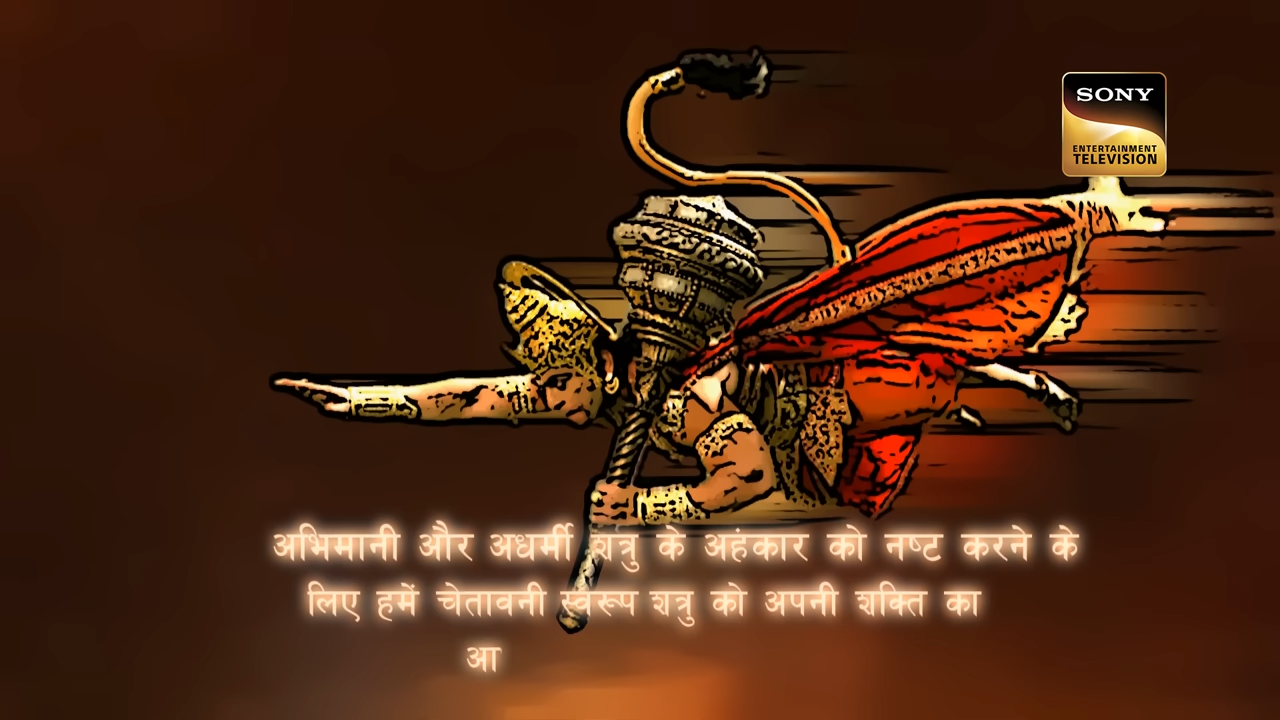 SONY
ENTERTAINMENT
TELEVISION
अभिमानी और अधर्मी शत्रु के अहंकार को नष्ट करने के
लिए हमें चेतावनी स्वरूप शत्रु को अपनी शक्ति का
आ